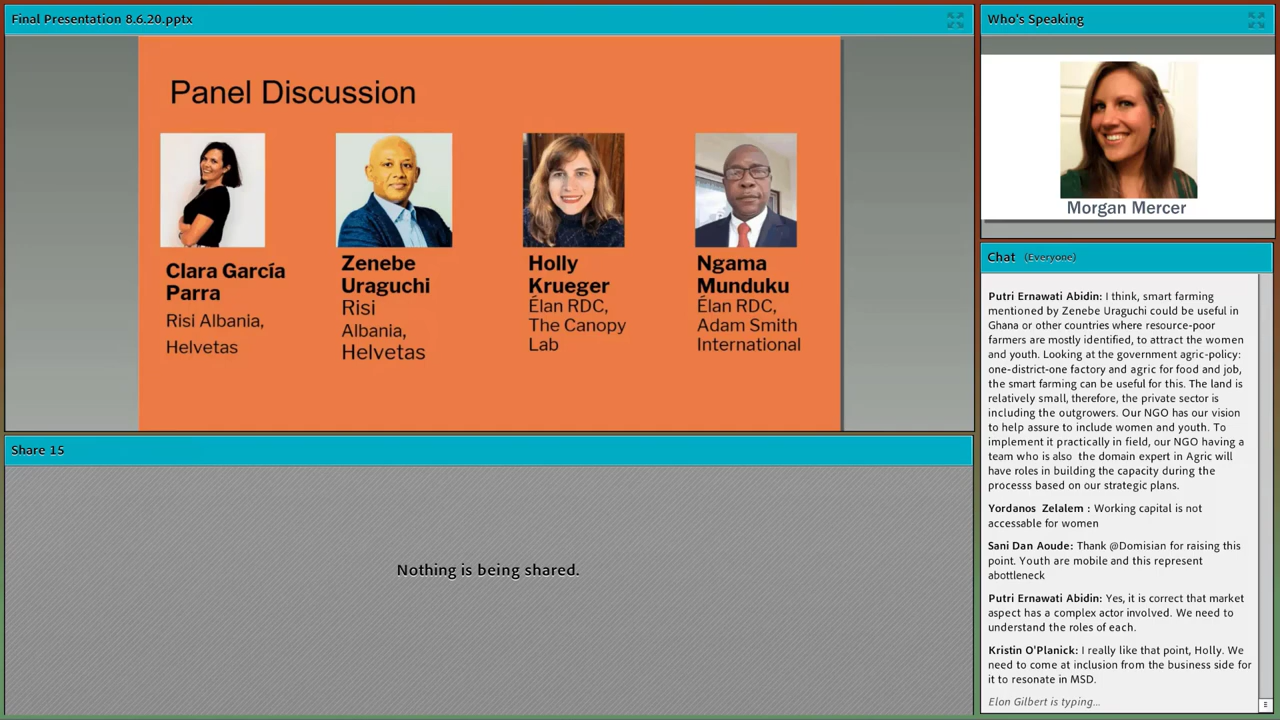 Final Presentation 8.6.20.pptx
Panel Discussion
Clara García
Parra
Risi Albania,
Helvetas
Zenebe
Uraguchi
Risi
Albania,
Helvetas
Holly
Krueger
Élan RDC,
The Canopy
Lab
Ngama
Munduku
Élan RDC,
Adam Smith
International
Share 15
Nothing is being shared.
Who's Speaking
Morgan Mercer
Chat (Everyone)
Putri Ernawati Abidin: I think, smart farming
mentioned by Zenebe Uraguchi could be useful in
Ghana or other countries where resource-poor
farmers are mostly identified, to attract the women
and youth. Looking at the government agric-policy:
one-district-one factory and agric for food and job,
the smart farming can be useful for this. The land is
relatively small, therefore, the private sector is
including the outgrowers. Our NGO has our vision
to help assure to include women and youth. To
implement it practically in field, our NGO having a
team who is also the domain expert in Agric will
have roles in building the capacity during the
processs based on our strategic plans.
Yordanos Zelalem : Working capital is not
accessable for women
Sani Dan Aoude: Thank @Domisian for raising this
point. Youth are mobile and this represent
abottleneck
Putri Ernawati Abidin: Yes, it is correct that market
aspect has a complex actor involved. We need to
understand the roles of each.
Kristin O'Planick: I really like that point, Holly. We
need to come at inclusion from the business side for
it to resonate in MSD.
Elon Gilbert is typing...